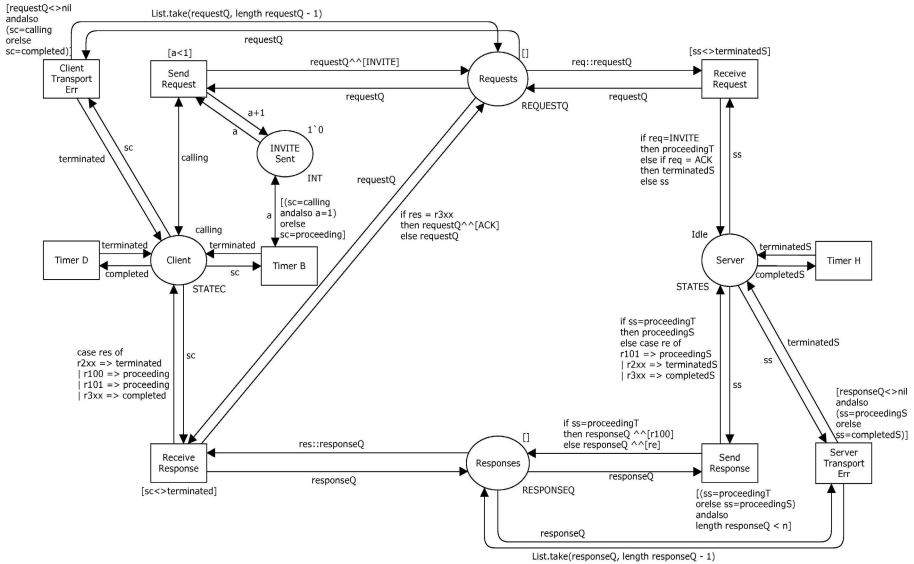 [requestQ<>nil
andalso
(sc=calling
orelse
sc=completed)]
List.take(requestQ, length requestQ - 1)
requestQ
Client
Transport
Err
[a<1]
Send
Request
requestQ^^[INVITE]
requestQ
[]
Requests
REQUESTQ
req::requestQ
requestQ
[ss<>terminatedS]
Receive
Request
a+1
a
1`0
INVITE
Sent
INT
terminated
sc
calling
requestQ
if req=INVITE
then proceedingT
else if req = ACK
then terminatedS
else ss
ss
a
[(sc=calling
andalso a=1)
orelse
sc=proceeding]
if res = r3xx
then requestQ^^[ACK]
else requestQ
calling
Idle
Timer D
terminated
completed
Client
STATEC
terminated
sc
Timer B
Server
STATES
terminatedS
completedS
Timer H
case res of
r2xx => terminated
| r100 => proceeding
| r101 => proceeding
| r3xx => completed
sc
if ss=proceedingT
then proceedingS
else case re of
r101 => proceedingS
| r2xx => terminatedS
| r3xx => completedS
ss
ss
terminatedS
[responseQ<>nil
andalso
(ss=proceedingS
orelse
ss=completedS)]
Receive
Response
[sc<>terminated]
res::responseQ
responseQ
[]
Responses
RESPONSEQ
if ss=proceedingT
then responseQ ^^[r100]
else responseQ ^^[re]
responseQ
Send
Response
[(ss=proceedingT
orelse ss=proceedingS)
andalso
length responseQ < n]
Server
Transport
Err
responseQ
List.take(responseQ, length responseQ - 1)